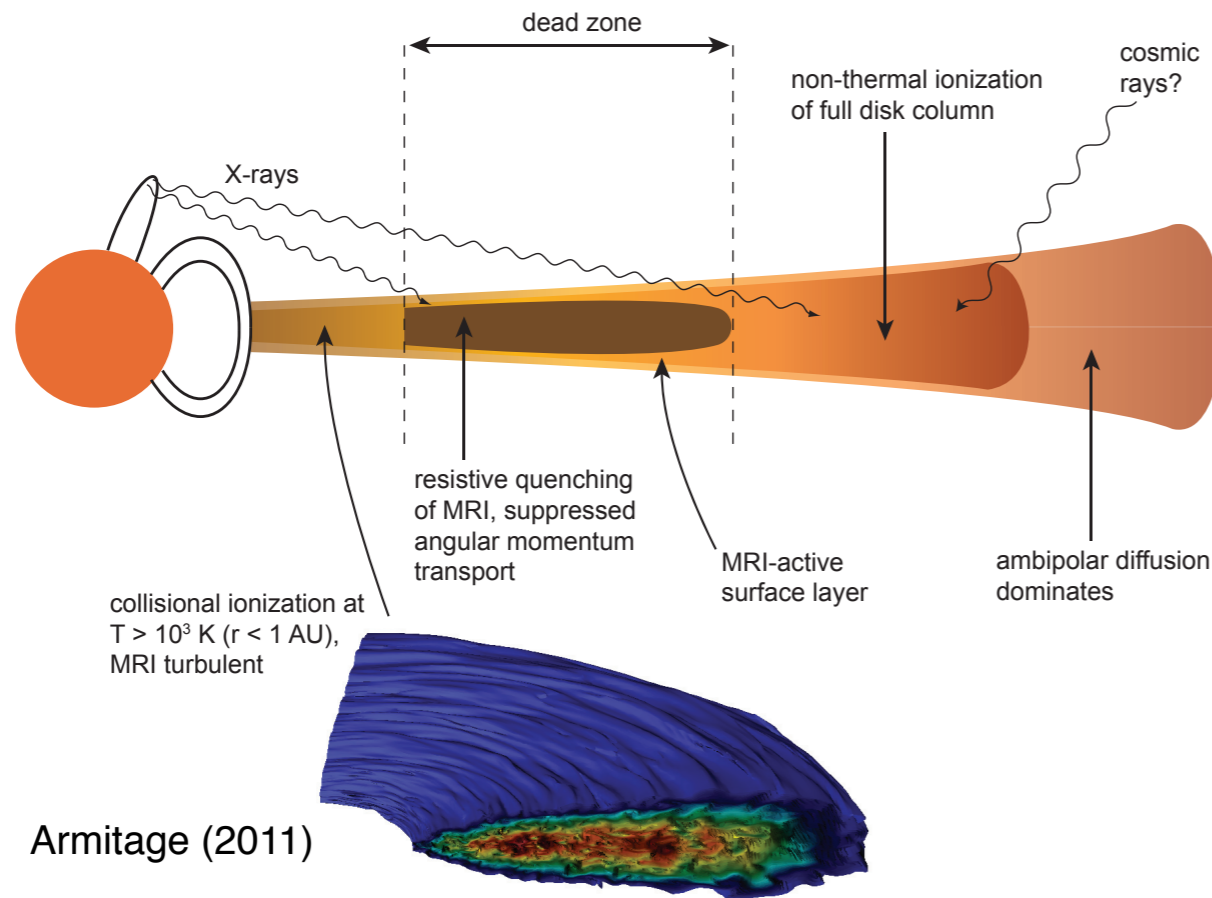 dead zone
cosmic
rays?
non-thermal ionization
of full disk column
X-rays
resistive quenching
of MRI, suppressed
angular momentum
transport
MRI-active
surface layer
ambipolar diffusion
dominates
collisional ionization at
T > 10³ K (r < 1 AU),
MRI turbulent
Armitage (2011)